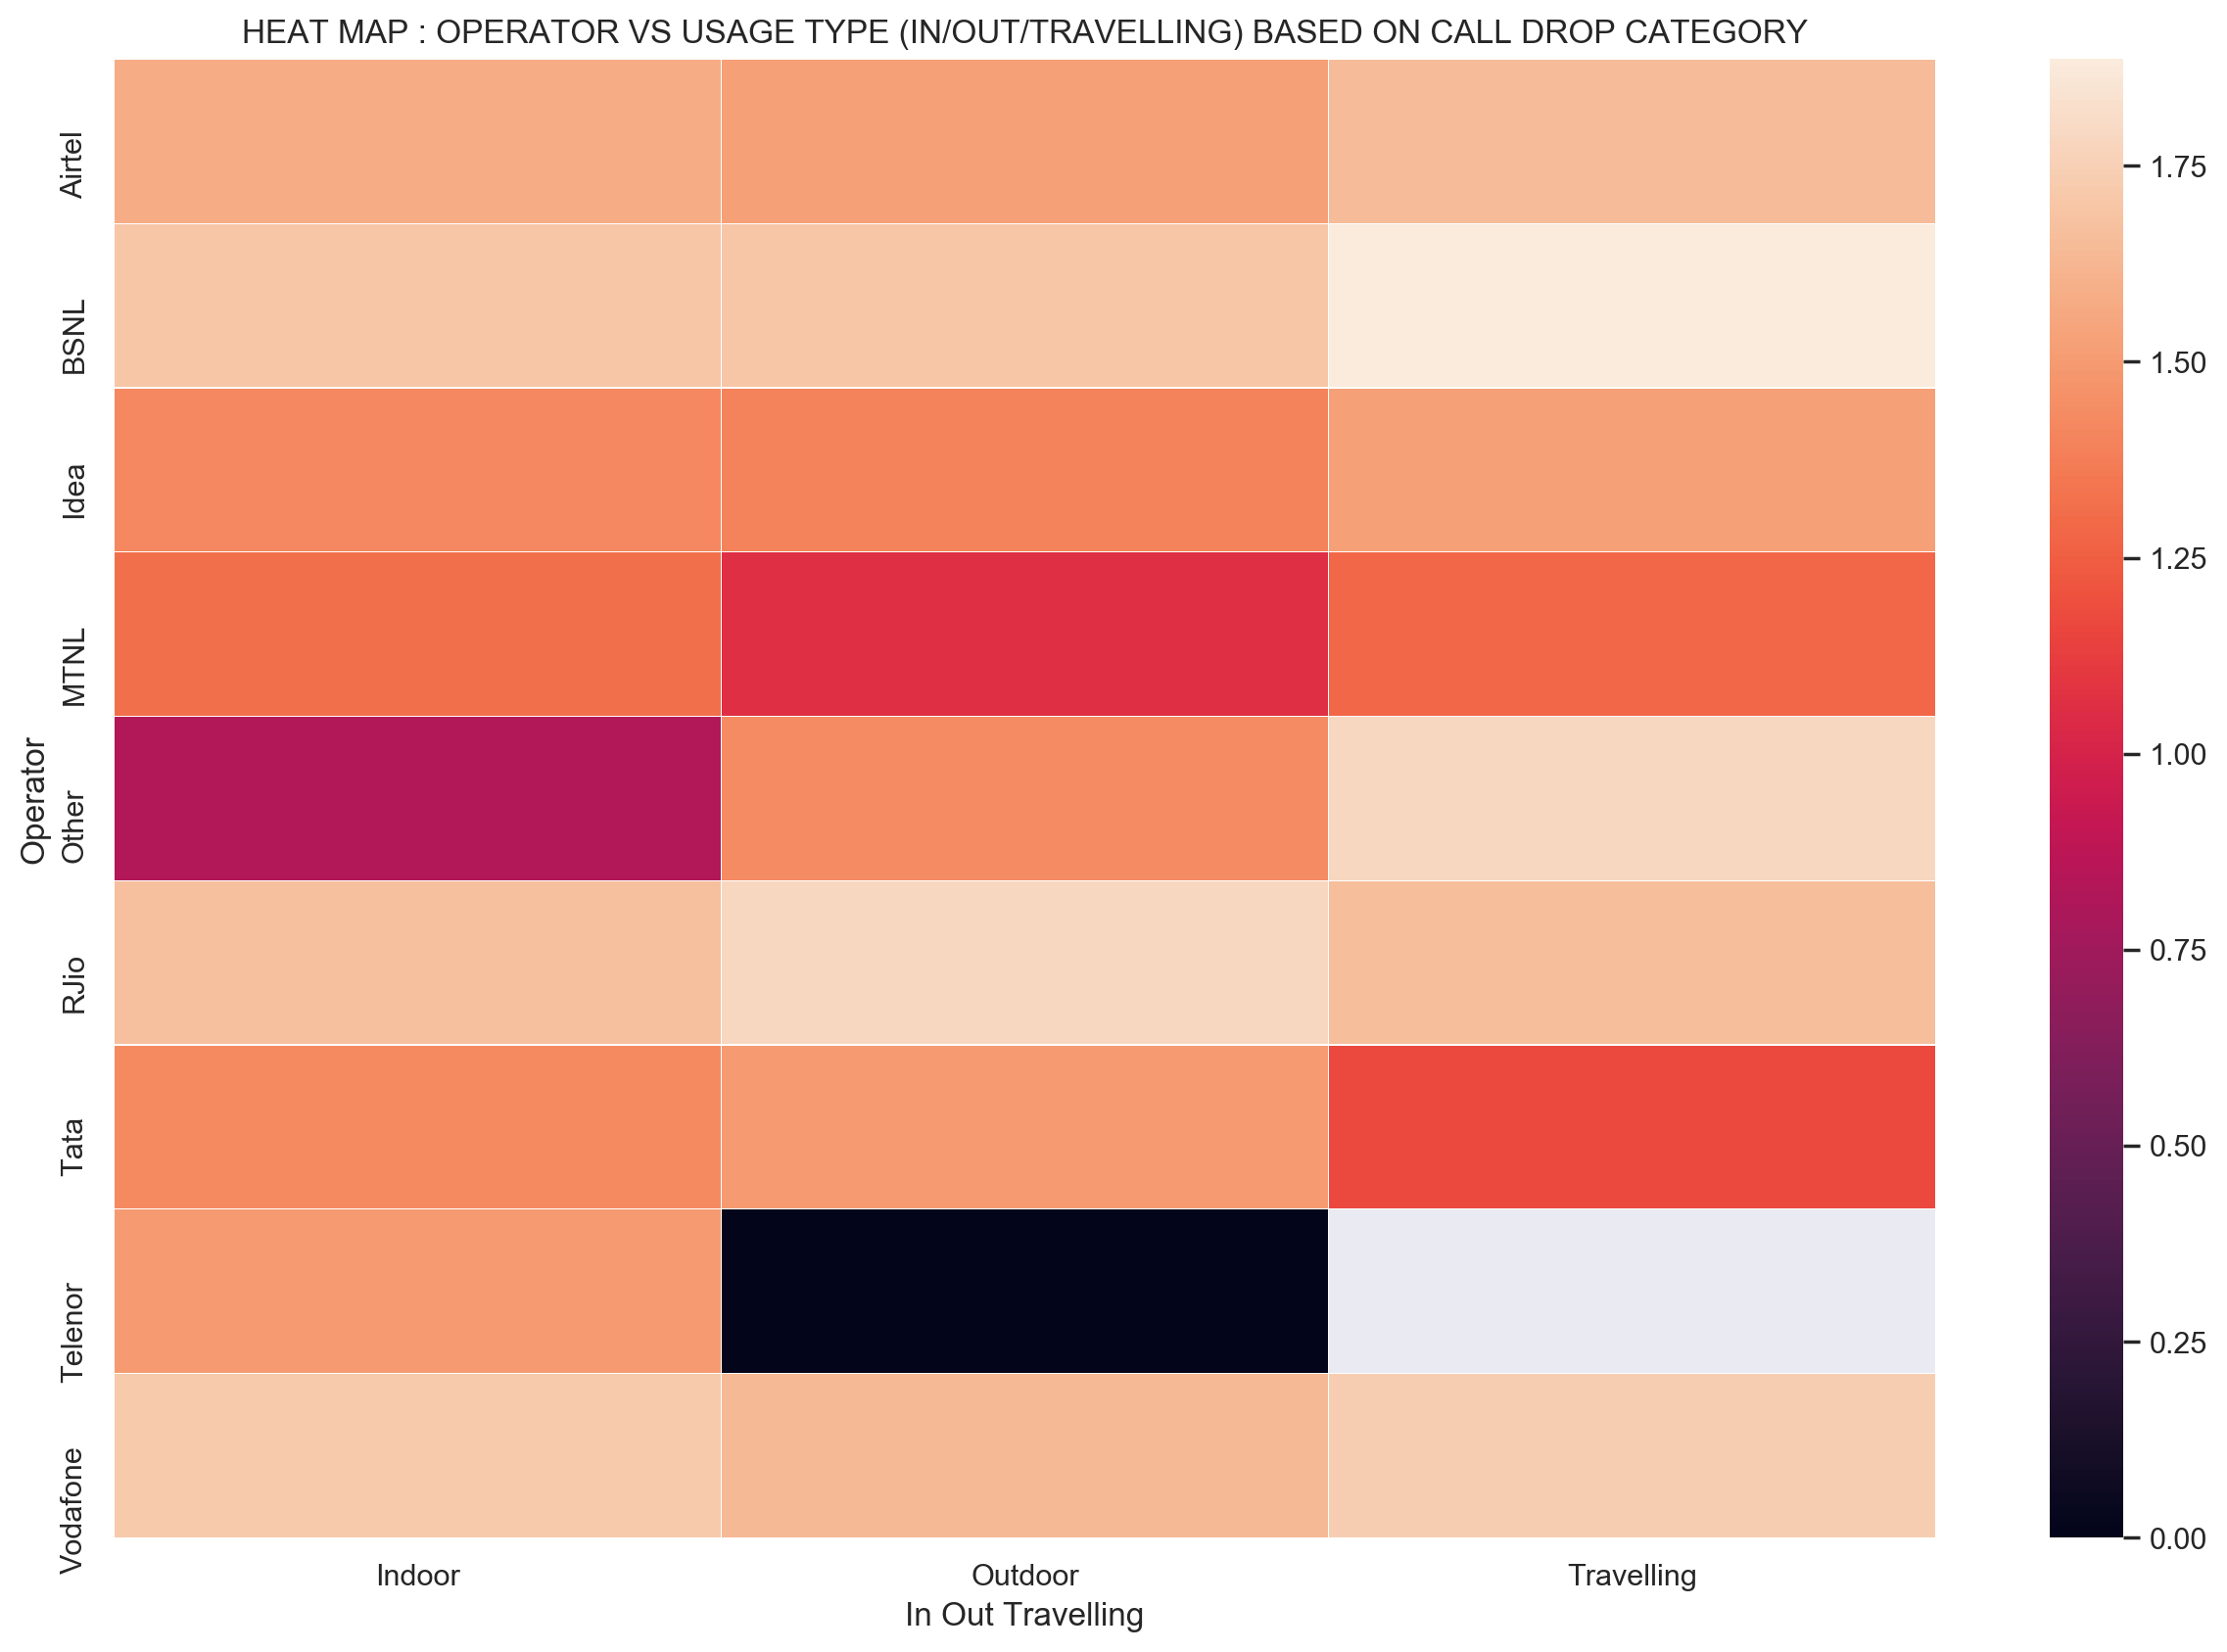 HEAT MAP : OPERATOR VS USAGE TYPE (IN/OUT/TRAVELLING) BASED ON CALL DROP CATEGORY
Operator
Airtel
BSNL
Idea
MTNL
Other
RJio
Tata
Telenor
Vodafone
Indoor
Outdoor
Travelling
In Out Travelling
1.75
1.50
1.25
1.00
0.75
0.50
0.25
0.00